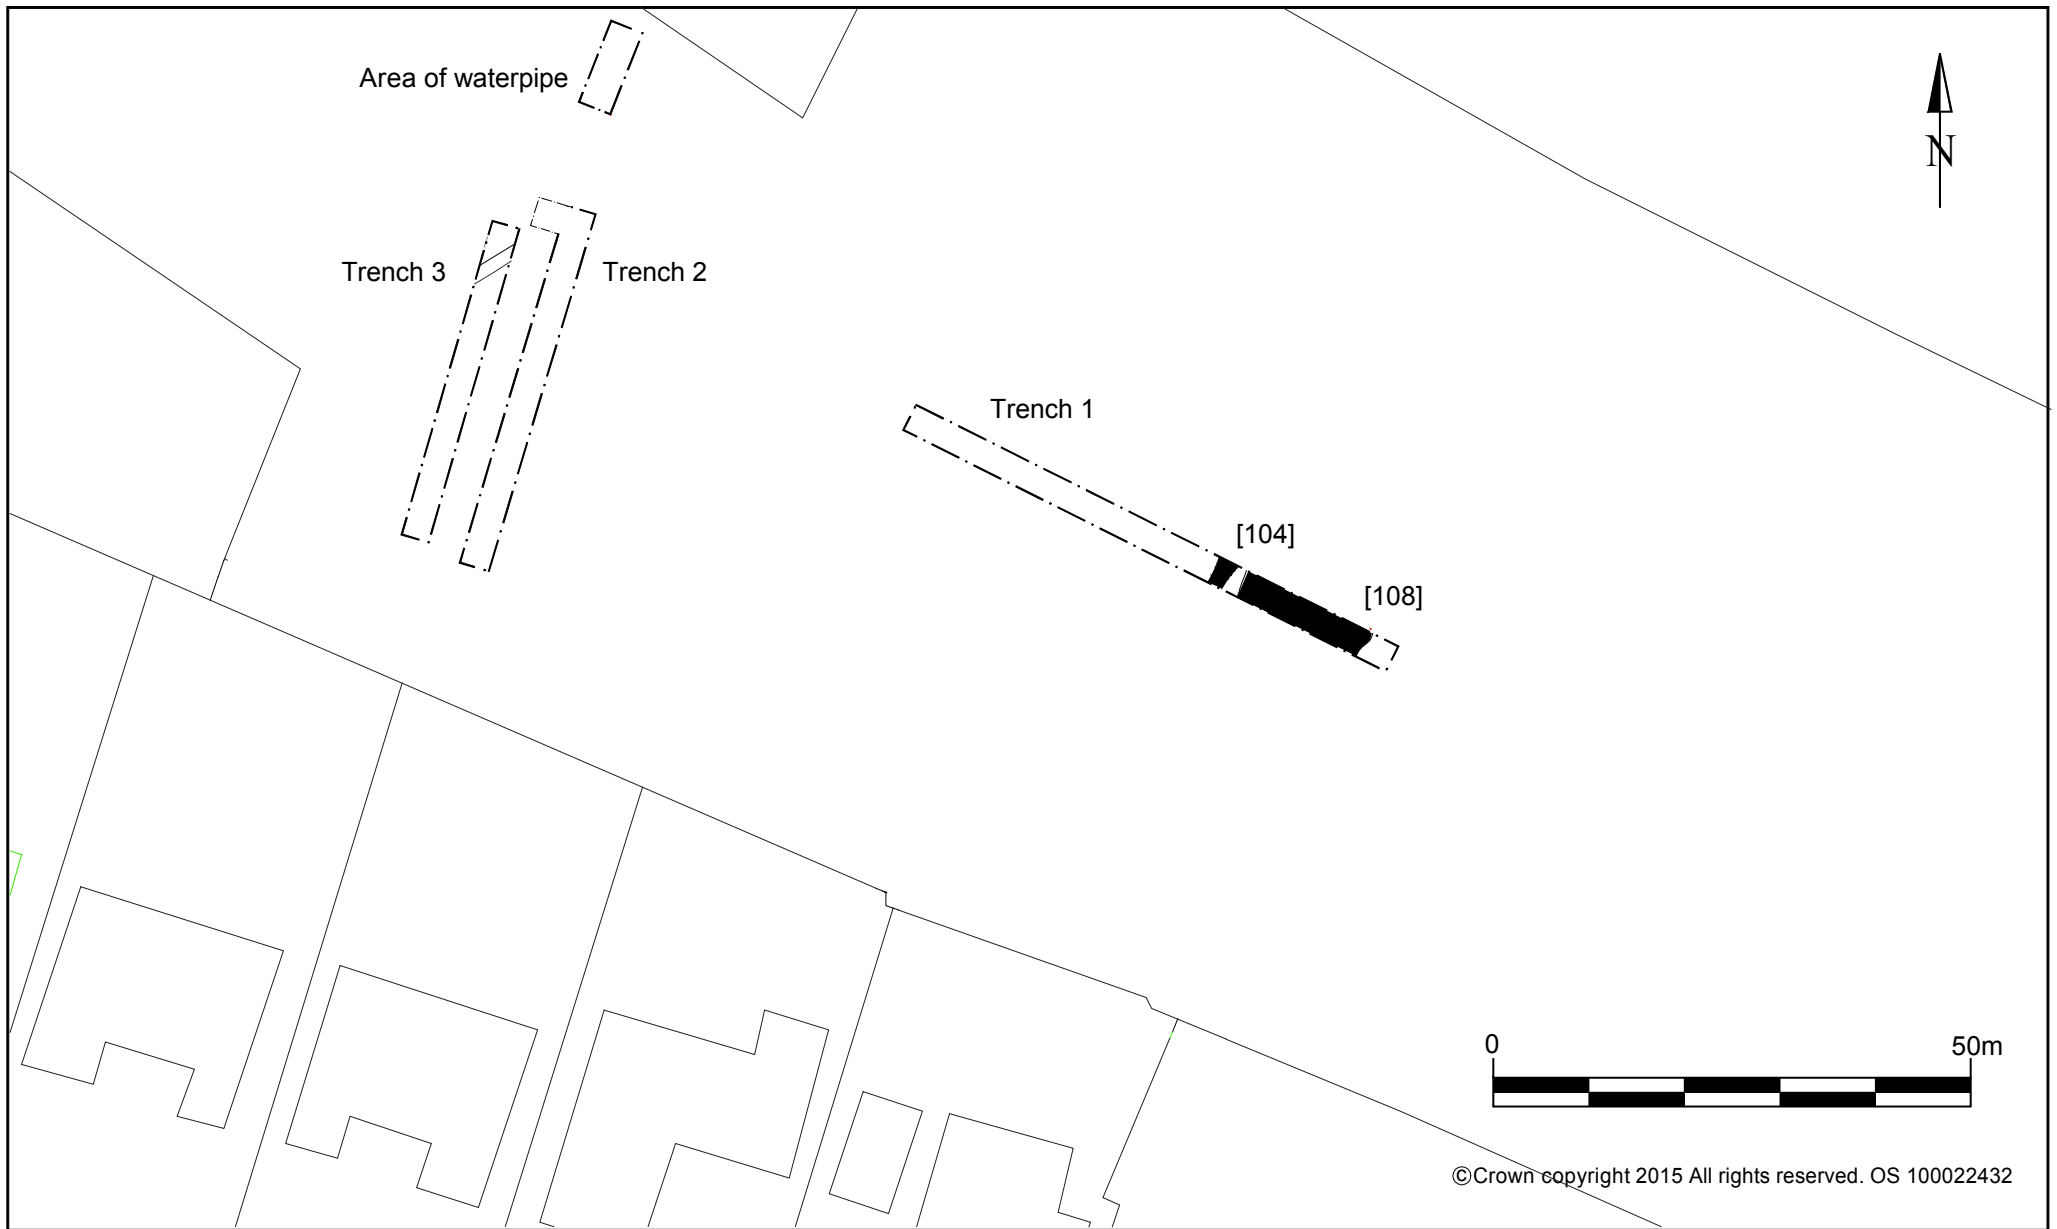 Area of waterpipe
N
Trench 3
Trench 2
Trench 1
[104]
[108]
0
50m
©Crown copyright 2015 All rights reserved. OS 100022432